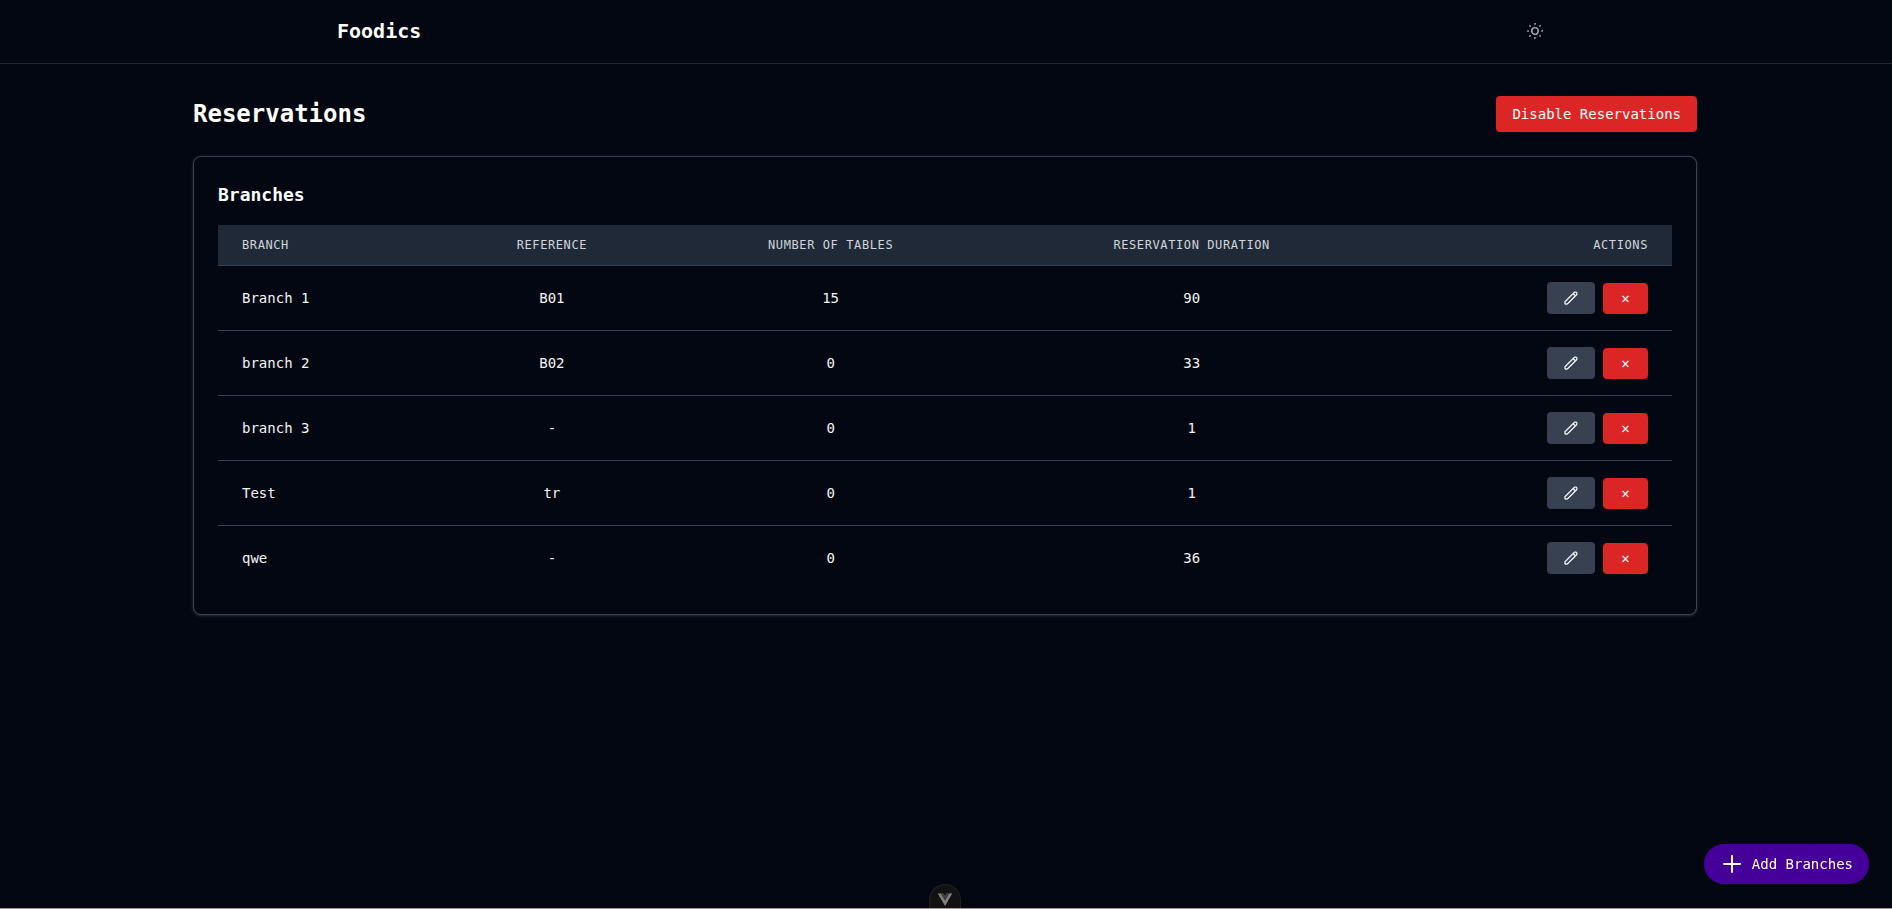 Foodics
Reservations
Disable Reservations
Branches
BRANCH REFERENCE NUMBER OF TABLES RESERVATION DURATION ACTIONS
Branch 1 B01 15 90 ×
branch 2 B02 0 33 ×
branch 3 - 0 1 ×
Test tr 0 1 ×
qwe - 0 36 ×
Add Branches